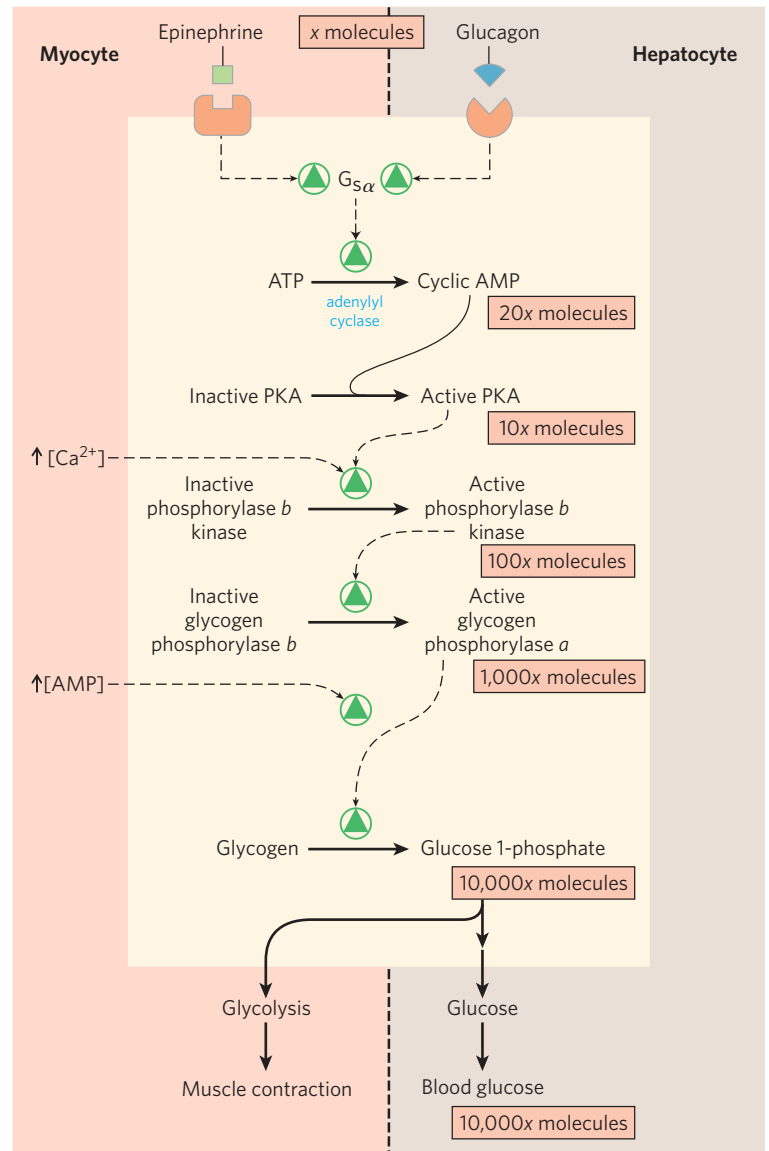 Myocyte
Epinephrine
x molecules
Glucagon
Hepatocyte
Gsα
ATP
Cyclic AMP
adenylyl
cyclase
20x molecules
Inactive PKA
Active PKA
10x molecules
↑[Ca²⁺]
Inactive
phosphorylase b
kinase
Active
phosphorylase b
kinase
100x molecules
Inactive
glycogen
phosphorylase b
Active
glycogen
phosphorylase a
1,000x molecules
↑[AMP]
Glycogen
Glucose 1-phosphate
10,000x molecules
Glycolysis
Glucose
Muscle contraction
Blood glucose
10,000x molecules